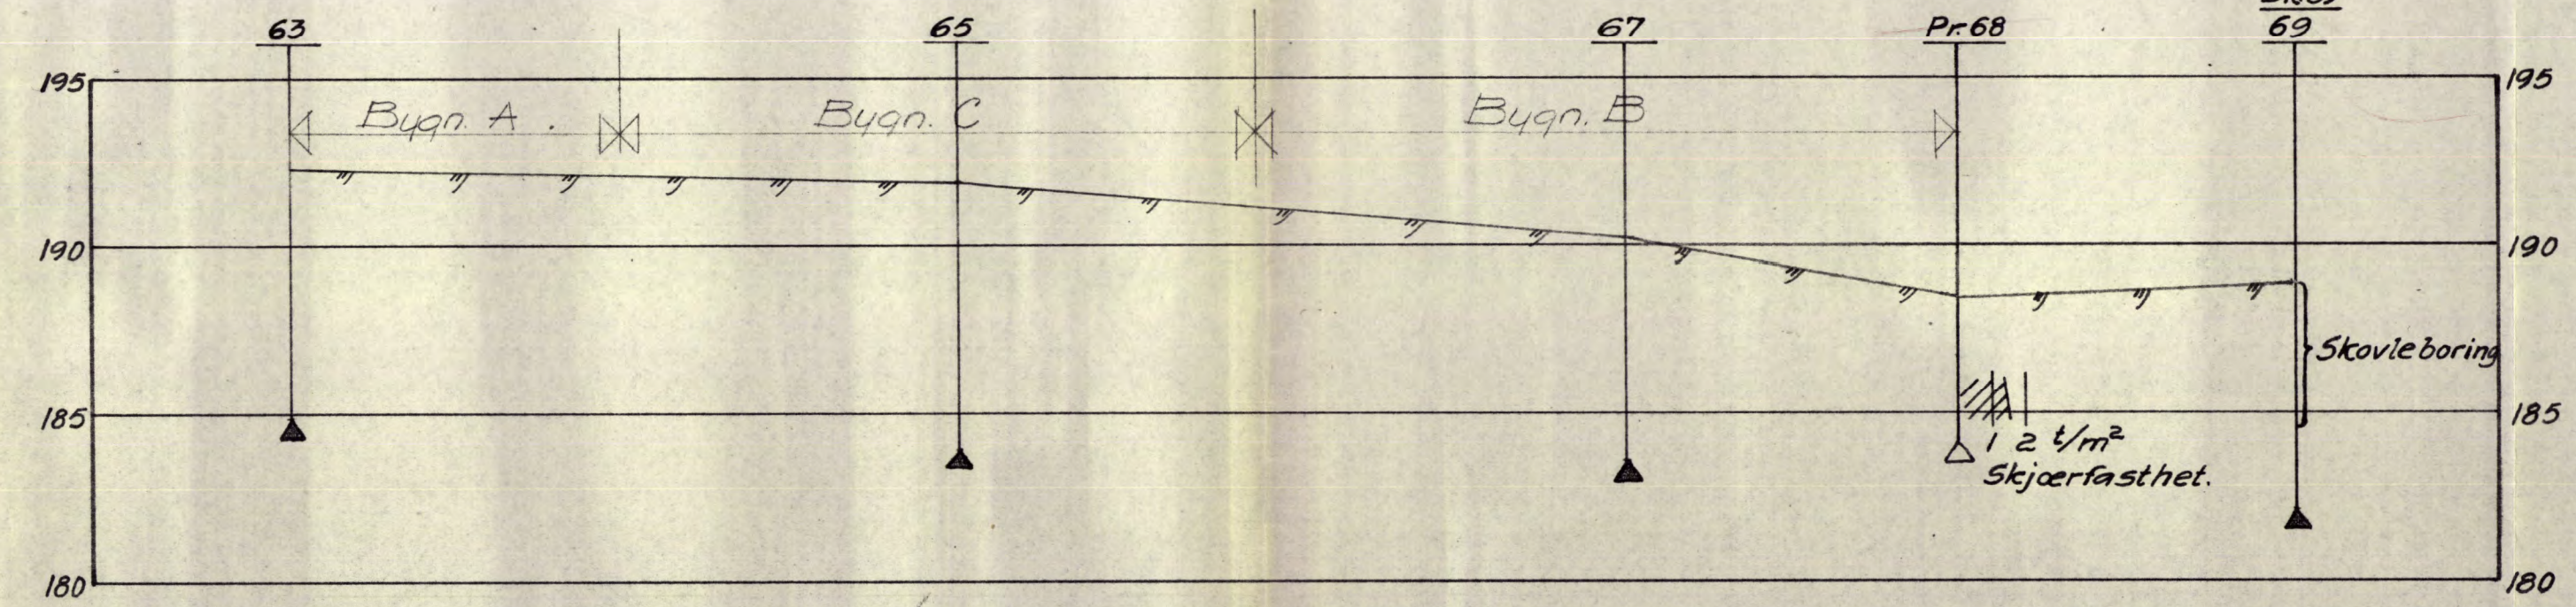 63
65
67
Pr. 68
69
195
195
Bygn. A .
Bygn. C
Bygn. B
190
190
Skovleboring
185
185
1 2 t/m²
Skjærfasthet.
180
180